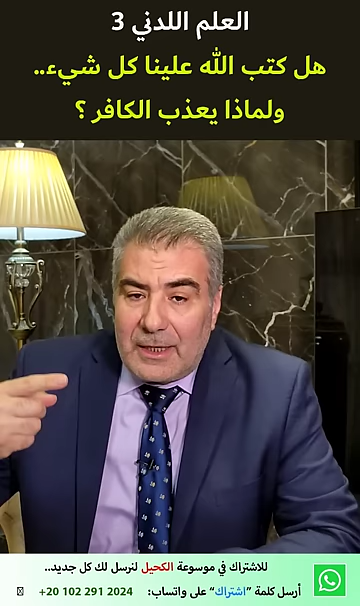 العلم اللدني 3
هل كتب الله علينا كل شيء..
ولماذا يعذب الكافر ؟
للاشتراك في موسوعة الكحيل لنرسل لك كل جديد..
أرسل كلمة "اشتراك" على واتساب: +20 102 291 2024